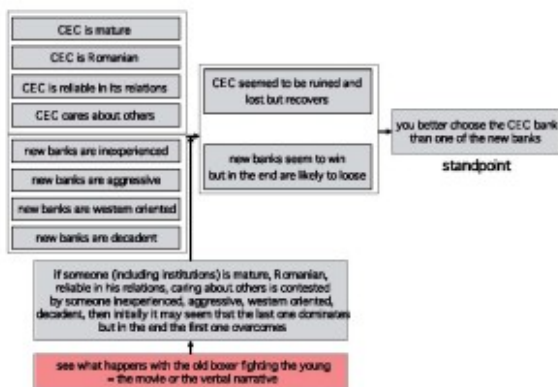 CEC is mature
CEC is Romanian
CEC is reliable in its relations
CEC cares about others
new banks are inexperienced
new banks are aggressive
new banks are western oriented
new banks are decadent
CEC seemed to be ruined and
lost but recovers
new banks seem to win
but in the end are likely to loose
you better choose the CEC bank
than one of the new banks
standpoint
if someone (including institutions) is mature, Romanian,
reliable in his relations, caring about others is contested
by someone inexperienced, aggressive, western oriented,
decadent, then initially it may seem that the last one dominates
but in the end the first one overcomes
see what happens with the old boxer fighting the young
= the movie or the verbal narrative